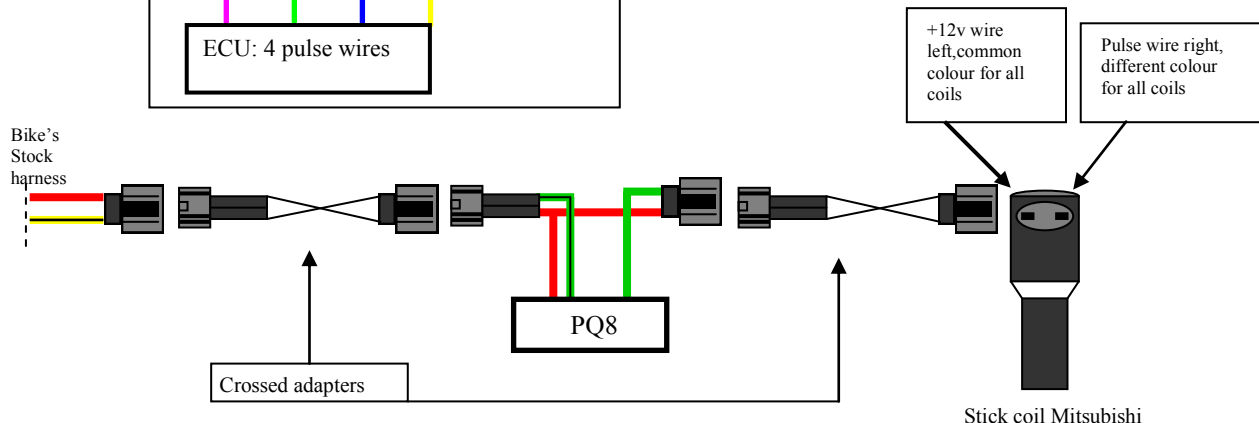 ECU: 4 pulse wires
+12v wire
left,common
colour for all
coils
Pulse wire right,
different colour
for all coils
Bike's
Stock
harness
PQ8
Crossed adapters
Stick coil Mitsubishi